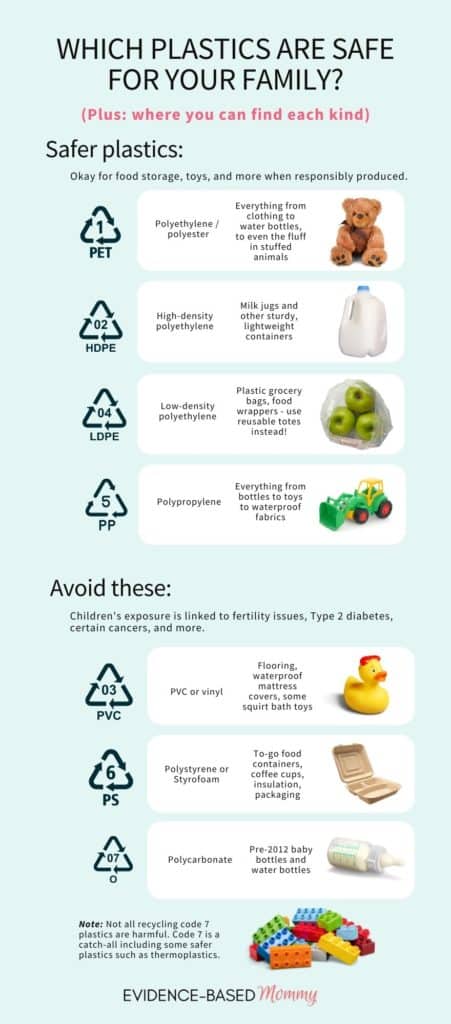 WHICH PLASTICS ARE SAFE
FOR YOUR FAMILY?
(Plus: where you can find each kind)
Safer plastics:
Okay for food storage, toys, and more when responsibly produced.
1
PET
Polyethylene /
polyester
Everything from
clothing to
water bottles,
to even the fluff
in stuffed
animals
02
HDPE
High-density
polyethylene
Milk jugs and
other sturdy,
lightweight
containers
04
LDPE
Low-density
polyethylene
Plastic grocery
bags, food
wrappers - use
reusable totes
instead!
5
PP
Polypropylene
Everything from
bottles to toys
to waterproof
fabrics
Avoid these:
Children's exposure is linked to fertility issues, Type 2 diabetes,
certain cancers, and more.
03
PVC
PVC or vinyl
Flooring,
waterproof
mattress
covers, some
squirt bath toys
6
PS
Polystyrene or
Styrofoam
To-go food
containers,
coffee cups,
insulation,
packaging
07
O
Polycarbonate
Pre-2012 baby
bottles and
water bottles
Note: Not all recycling code 7
plastics are harmful. Code 7 is a
catch-all including some safer
plastics such as thermoplastics.
EVIDENCE-BASED Mommy